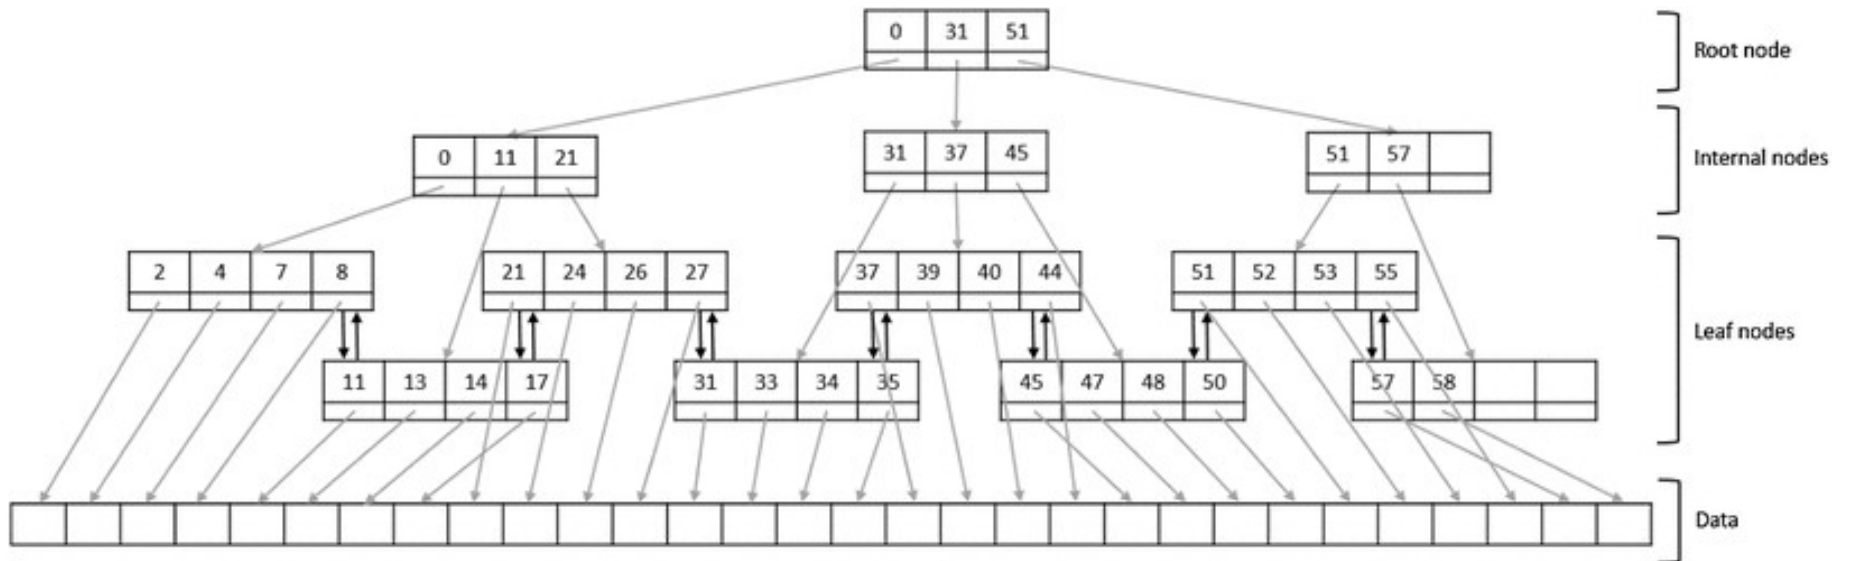 0 31 51
Root node
0 11 21
31 37 45
51 57
Internal nodes
2 4 7 8
21 24 26 27
37 39 40 44
51 52 53 55
Leaf nodes
11 13 14 17
31 33 34 35
45 47 48 50
57 58
Data